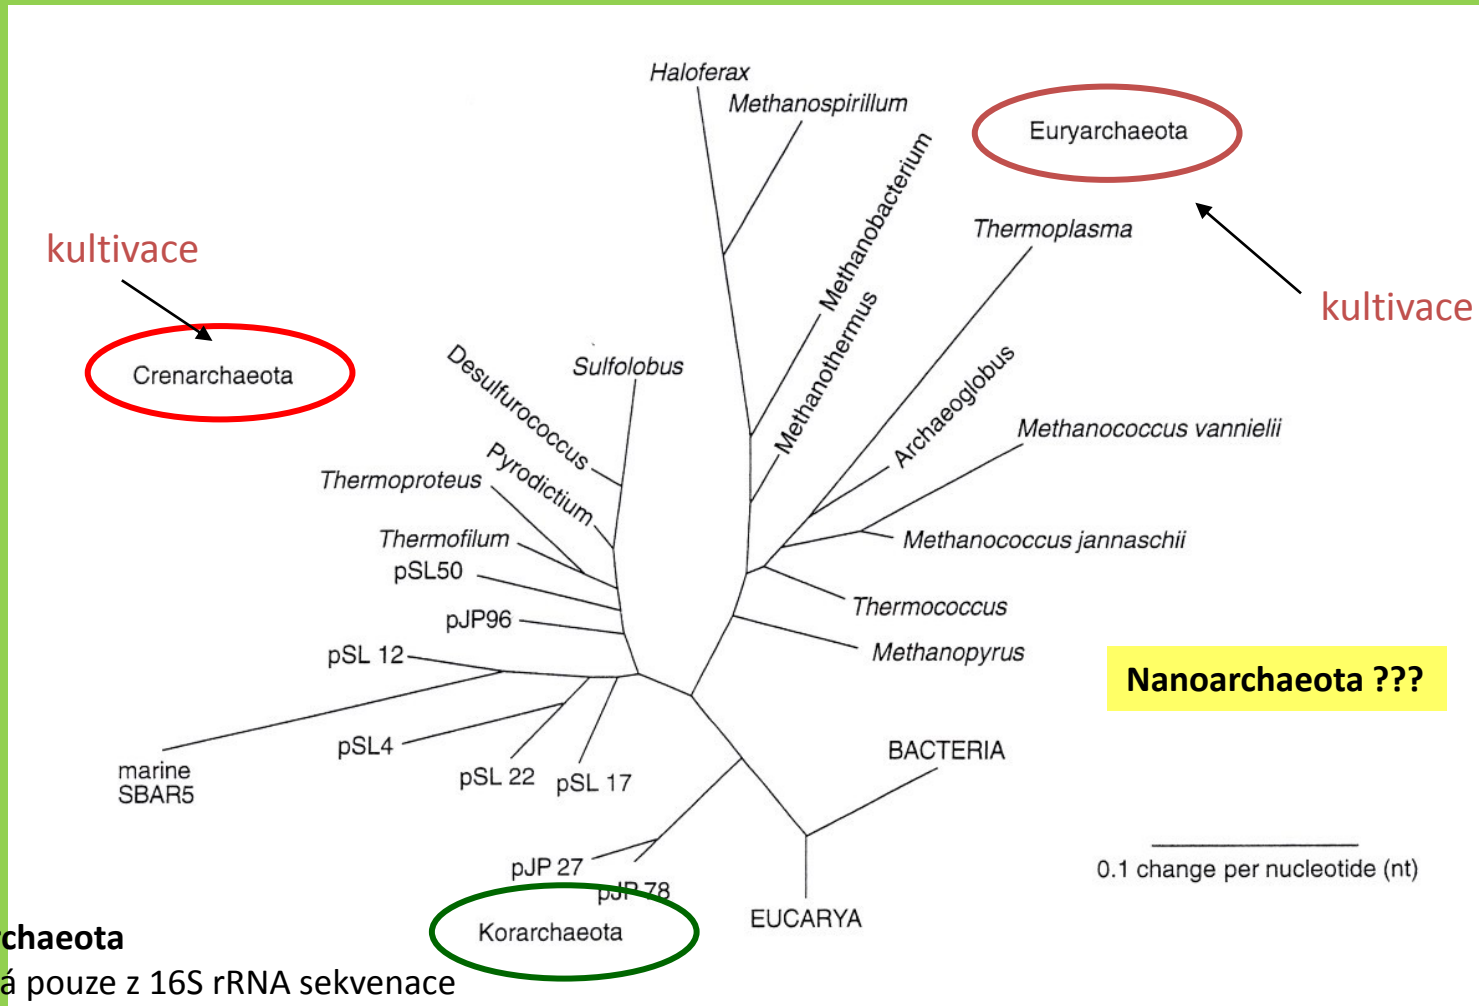 Haloferax
Methanospirillum
Euryarchaeota
Methanobacterium
Thermoplasma
kultivace
kultivace
Methanothermus
Crenarchaeota
Desulfurococcus
Sulfolobus
Archaeoglobus
Methanococcus vannielii
Pyrodictium
Thermoproteus
Thermofilum
Methanococcus jannaschii
pSL50
Thermococcus
pJP96
Methanopyrus
pSL 12
Nanoarchaeota ???
pSL4
BACTERIA
marine
SBAR5
pSL 22
pSL 17
pJP 27
pJP 78
0.1 change per nucleotide (nt)
EUCARYA
Korarchaeota
chaeota
á pouze z 16S rRNA sekvenace